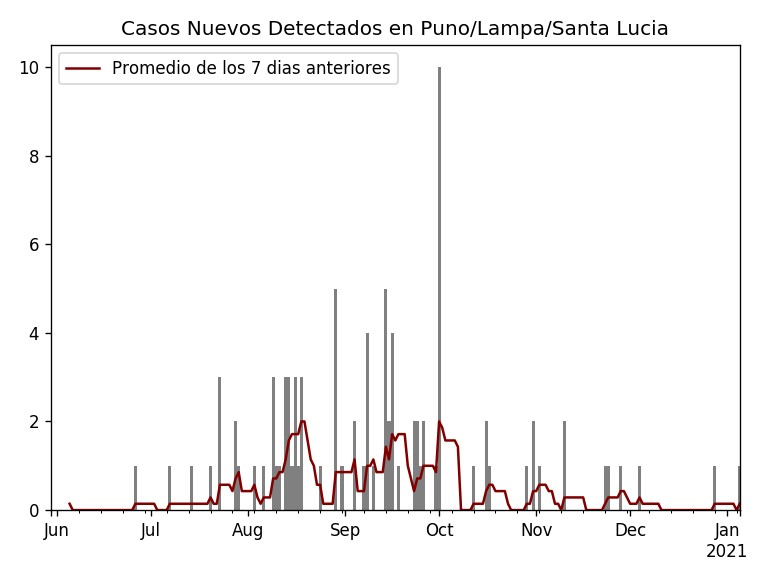 Casos Nuevos Detectados en Puno/Lampa/Santa Lucia
Promedio de los 7 dias anteriores
10
8
6
4
2
0
Jun Jul Aug Sep Oct Nov Dec Jan
2021